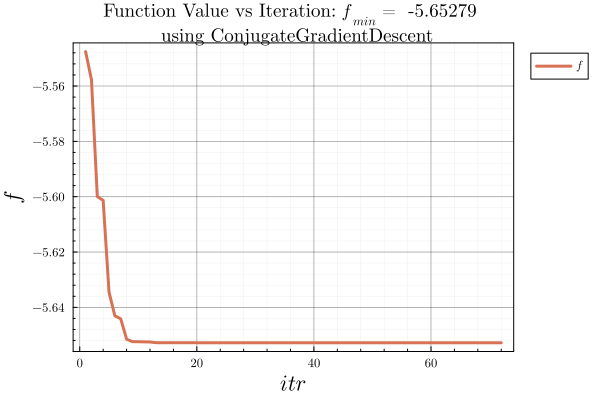 Function Value vs Iteration: f_min = -5.65279
using ConjugateGradientDescent
f
−5.56
−5.58
−5.60
−5.62
−5.64
f
0 20 40 60
itr